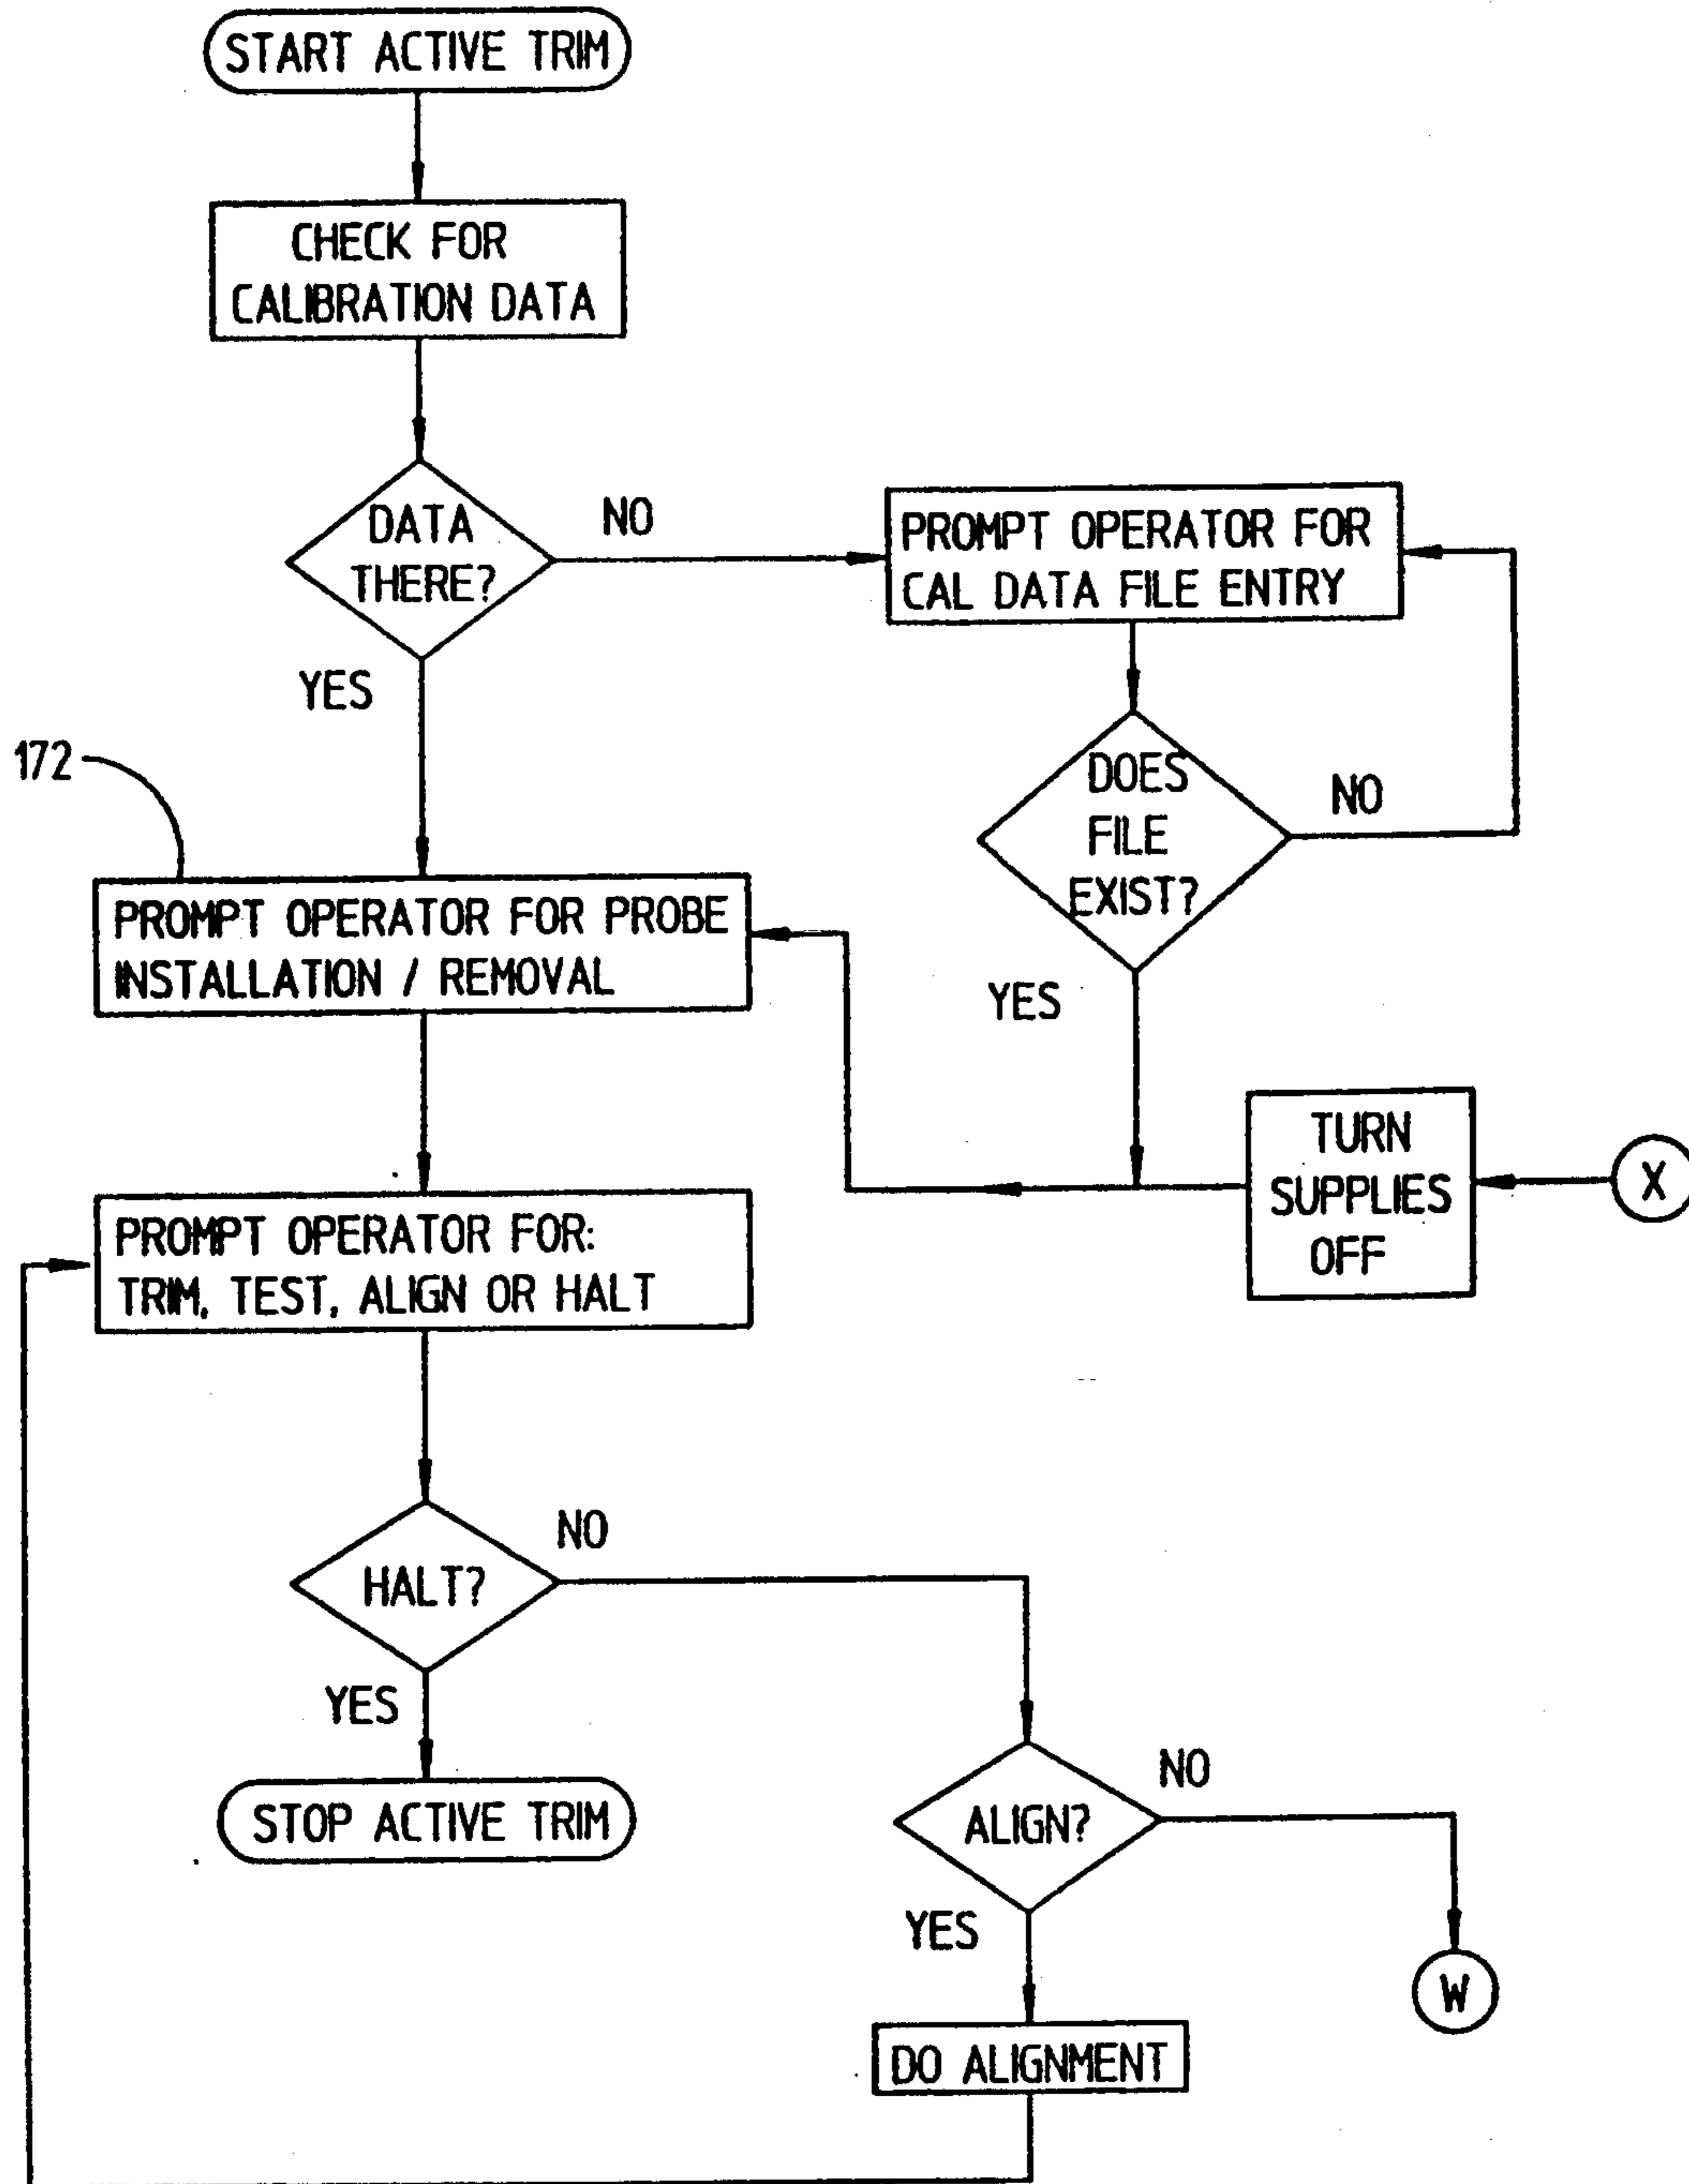 START ACTIVE TRIM
CHECK FOR
CALIBRATION DATA
DATA
THERE?
NO
YES
PROMPT OPERATOR FOR
CAL DATA FILE ENTRY
DOES
FILE
EXIST?
NO
YES
172
PROMPT OPERATOR FOR PROBE
INSTALLATION / REMOVAL
TURN
SUPPLIES
OFF
X
PROMPT OPERATOR FOR:
TRIM, TEST, ALIGN OR HALT
HALT?
NO
YES
STOP ACTIVE TRIM
ALIGN?
NO
YES
W
DO ALIGNMENT